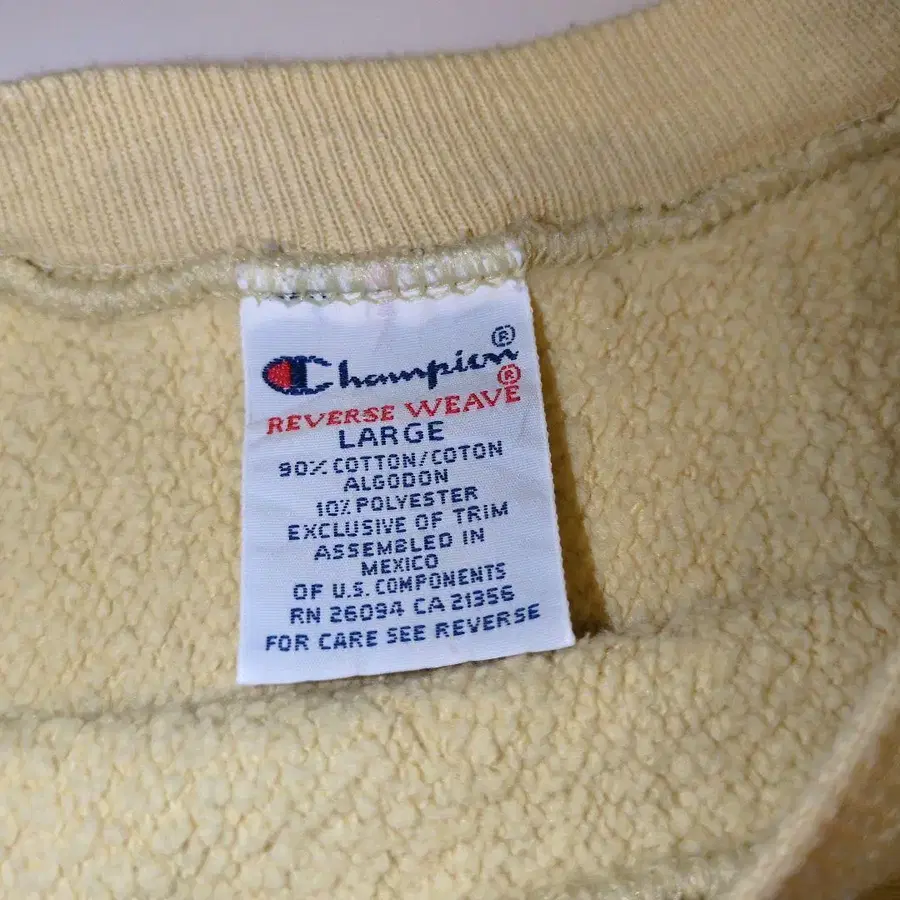 Champion ®
REVERSE WEAVE ®
LARGE
90% COTTON/COTON
ALGODON
10% POLYESTER
EXCLUSIVE OF TRIM
ASSEMBLED IN
MEXICO
OF U.S. COMPONENTS
RN 26094 CA 21356
FOR CARE SEE REVERSE